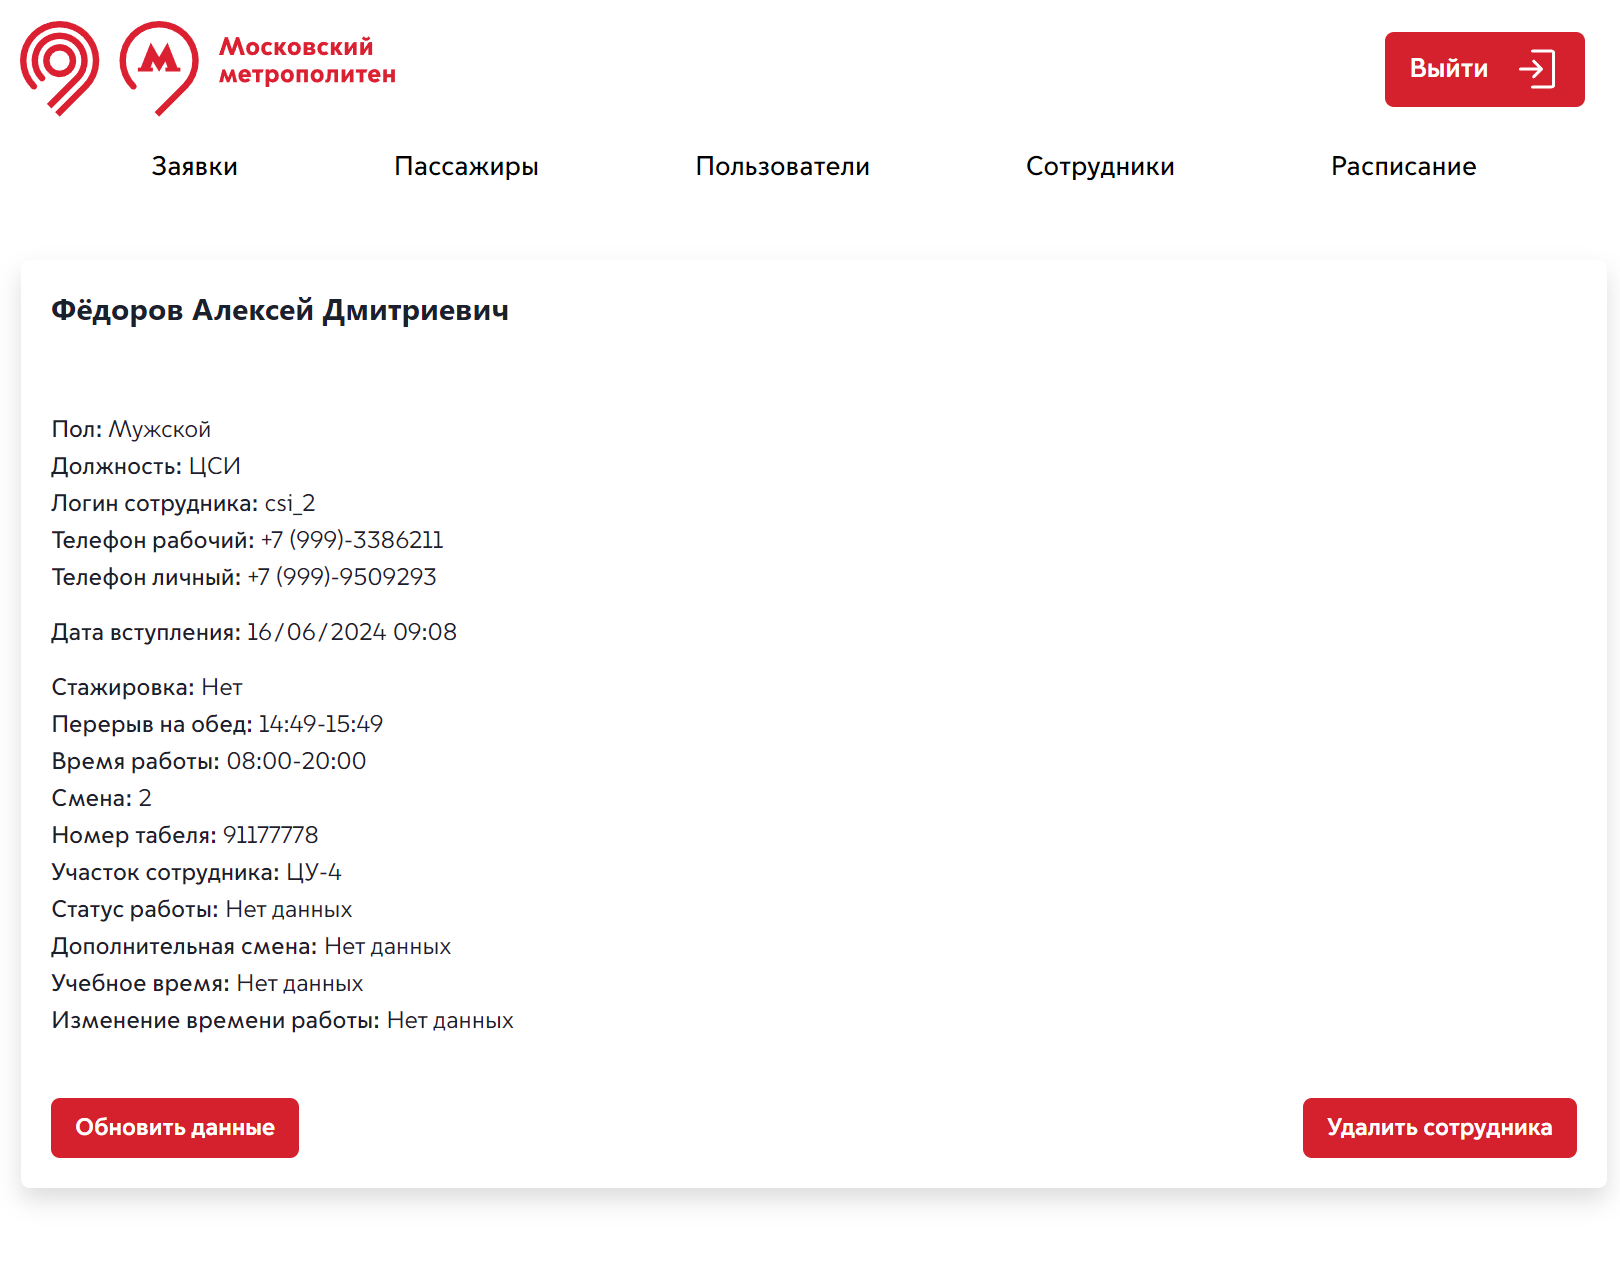 Московский
метрополитен
Выйти
Заявки Пассажиры Пользователи Сотрудники Расписание
Фёдоров Алексей Дмитриевич
Пол: Мужской
Должность: ЦСИ
Логин сотрудника: csi_2
Телефон рабочий: +7 (999)-3386211
Телефон личный: +7 (999)-9509293
Дата вступления: 16/06/2024 09:08
Стажировка: Нет
Перерыв на обед: 14:49-15:49
Время работы: 08:00-20:00
Смена: 2
Номер табеля: 91177778
Участок сотрудника: ЦУ-4
Статус работы: Нет данных
Дополнительная смена: Нет данных
Учебное время: Нет данных
Изменение времени работы: Нет данных
Обновить данные Удалить сотрудника